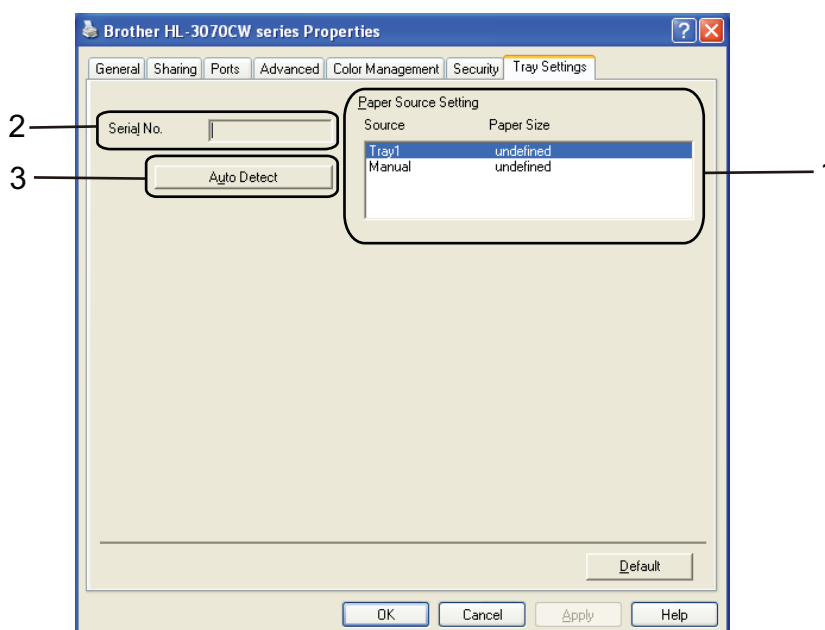 Brother HL-3070CW series Properties
General Sharing Ports Advanced Color Management Security Tray Settings
2
Serial No.
3
Auto Detect
Paper Source Setting
Source Paper Size
Tray1 undefined
Manual undefined
Default
OK Cancel Apply Help